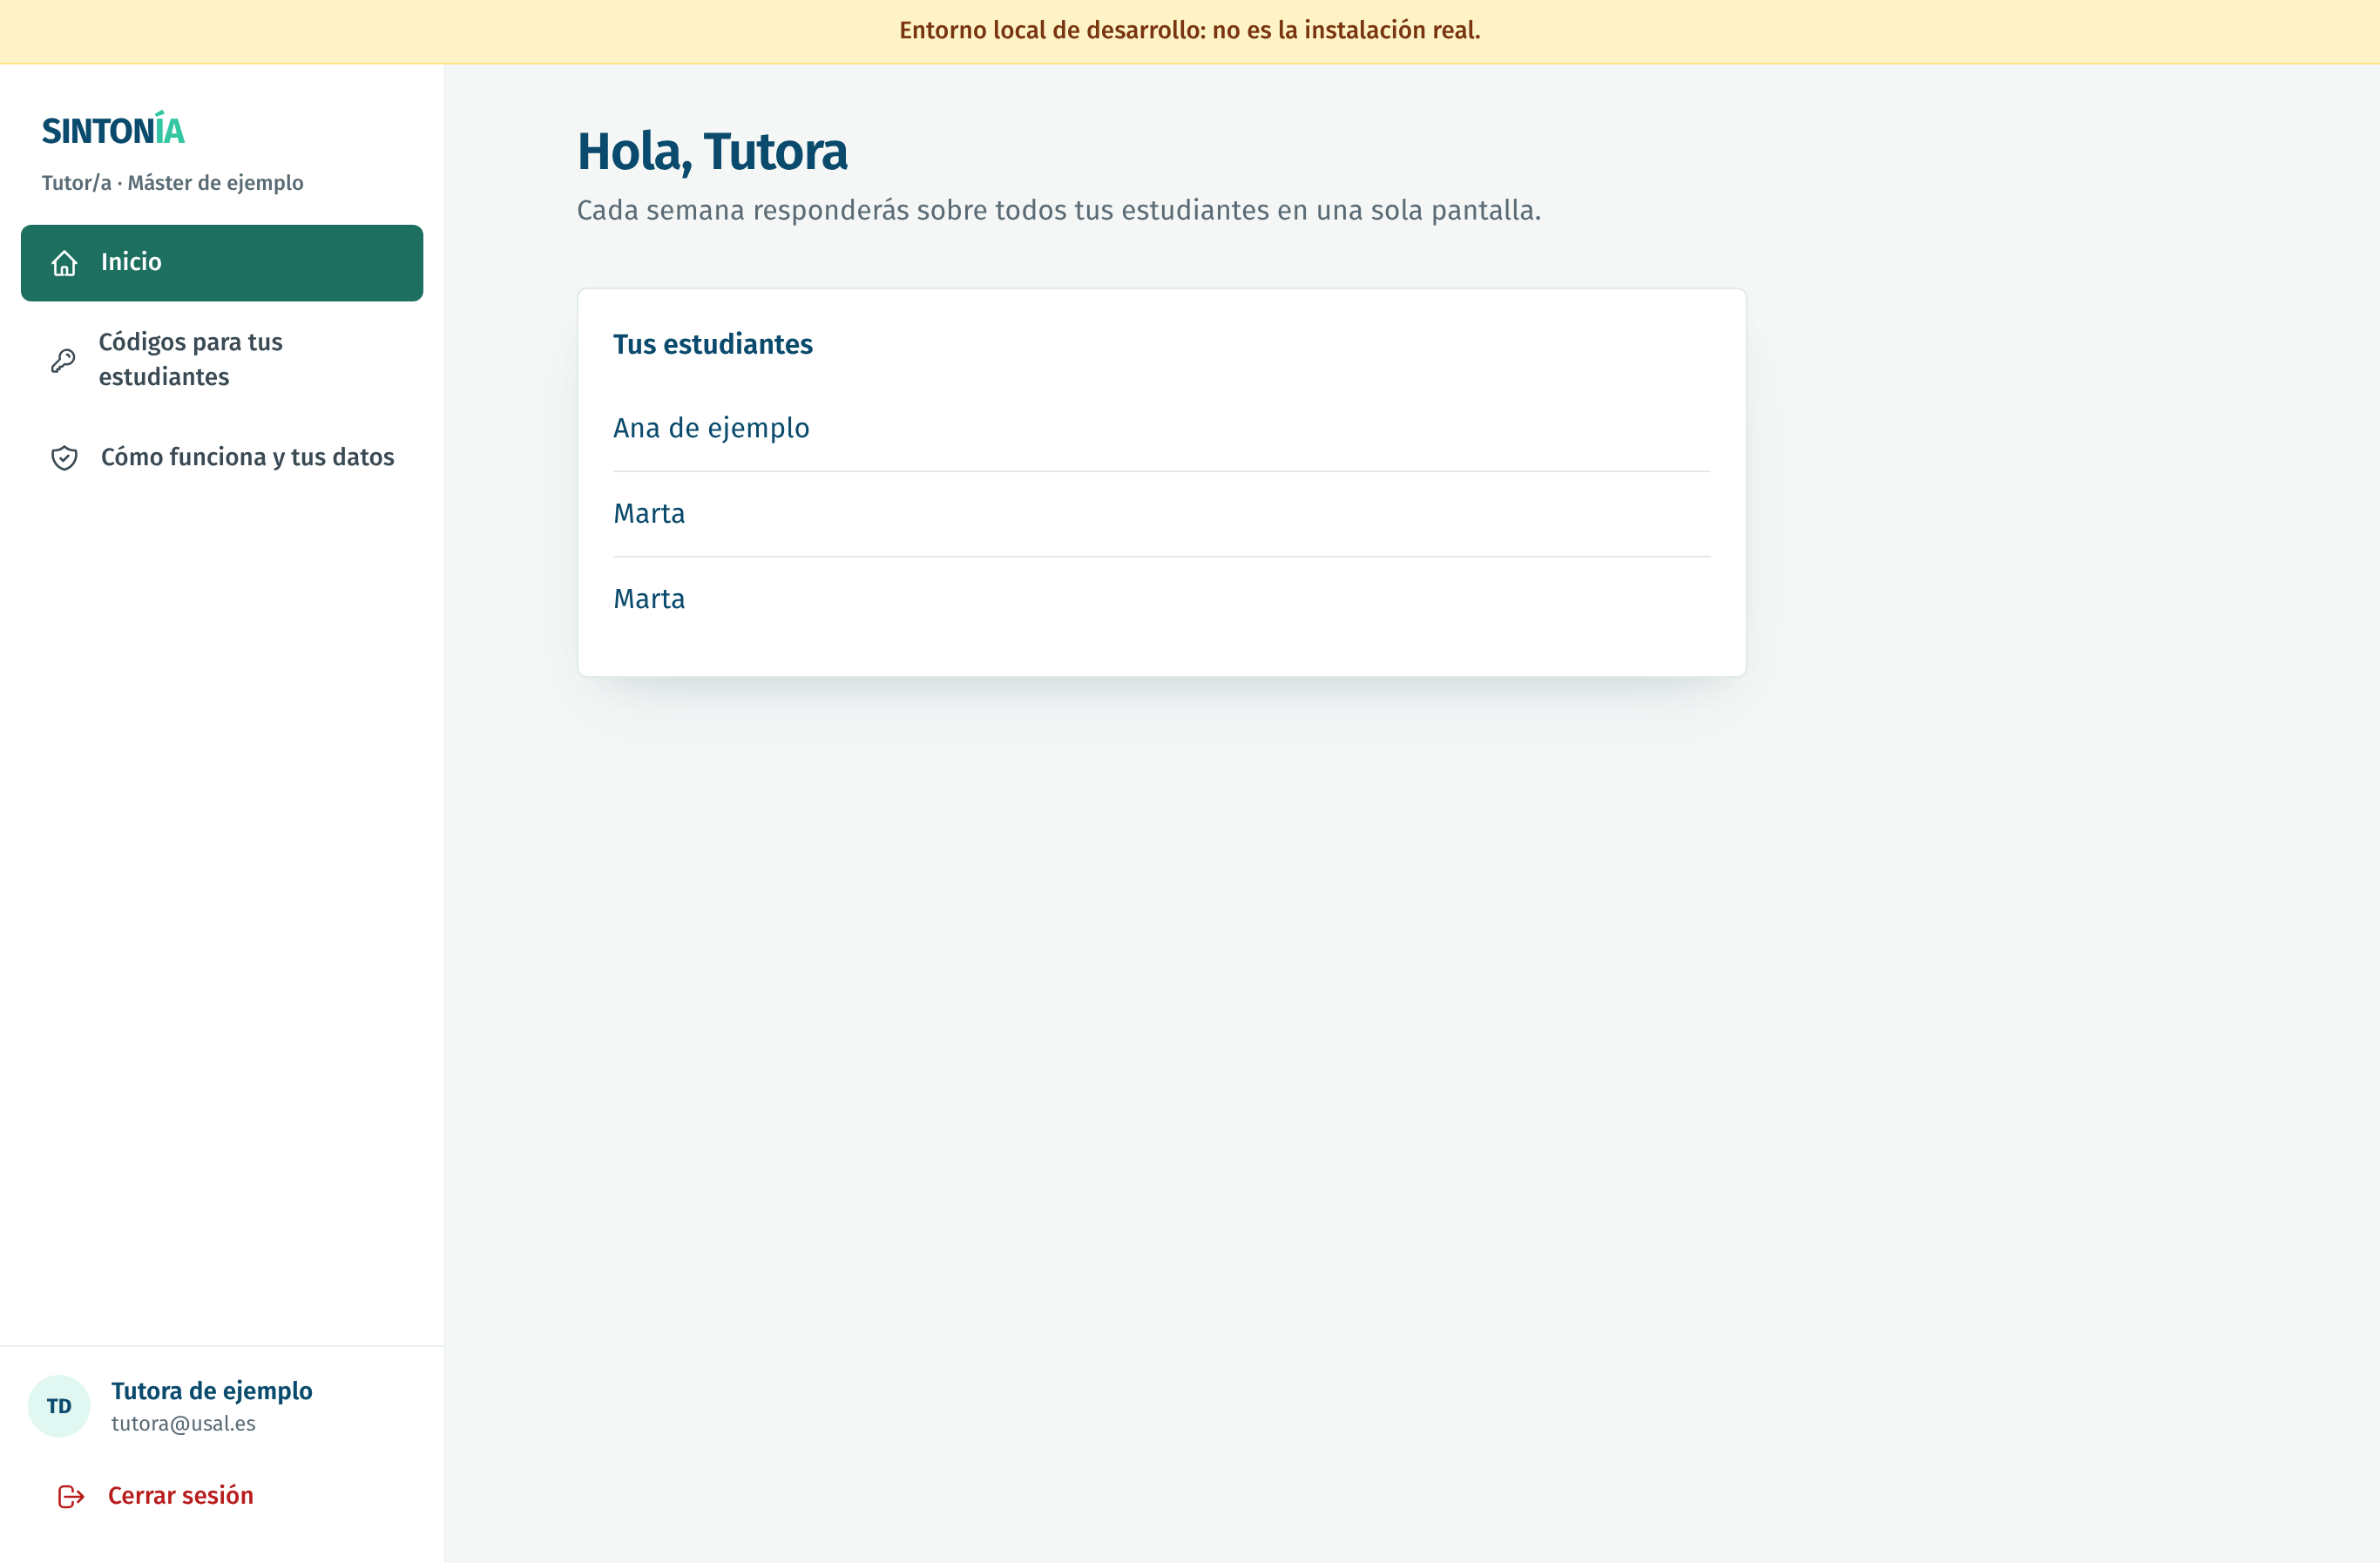 Entorno local de desarrollo: no es la instalación real.
SINTONÍA
Tutor/a · Máster de ejemplo
Inicio
Códigos para tus
estudiantes
Cómo funciona y tus datos
Hola, Tutora
Cada semana responderás sobre todos tus estudiantes en una sola pantalla.
Tus estudiantes
Ana de ejemplo
Marta
Marta
TD
Tutora de ejemplo
tutora@usal.es
Cerrar sesión